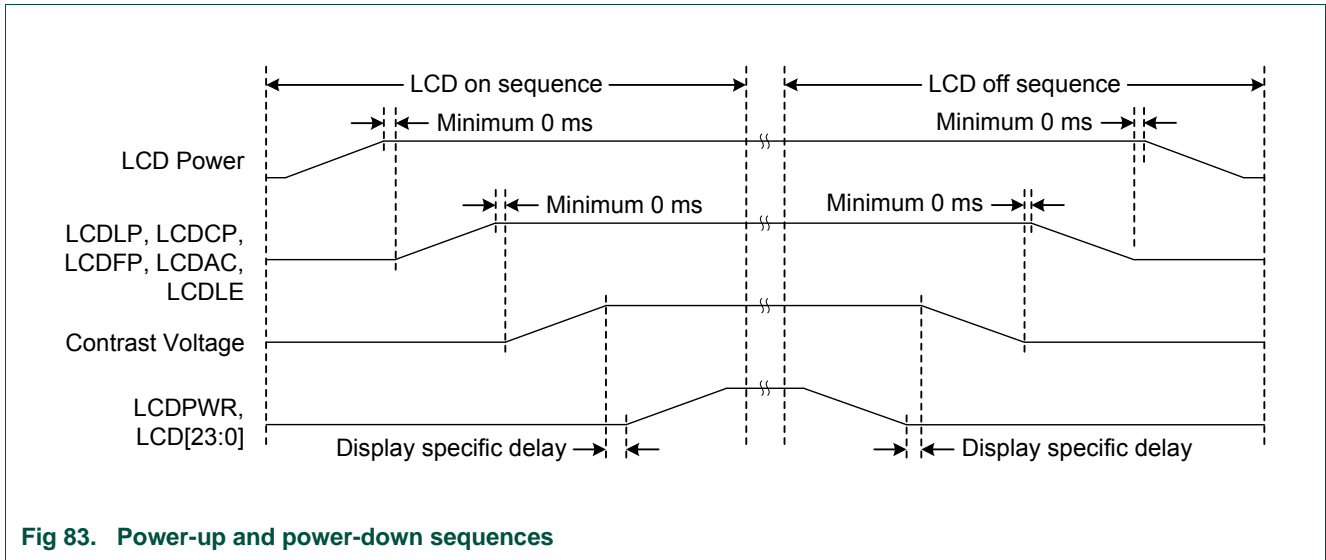 LCD on sequence
LCD off sequence
Minimum 0 ms
Minimum 0 ms
LCD Power
Minimum 0 ms
Minimum 0 ms
LCDLP, LCDCP,
LCDFP, LCDAC,
LCDLE
Contrast Voltage
LCDPWR,
LCD[23:0]
Display specific delay
Display specific delay
Fig 83. Power-up and power-down sequences